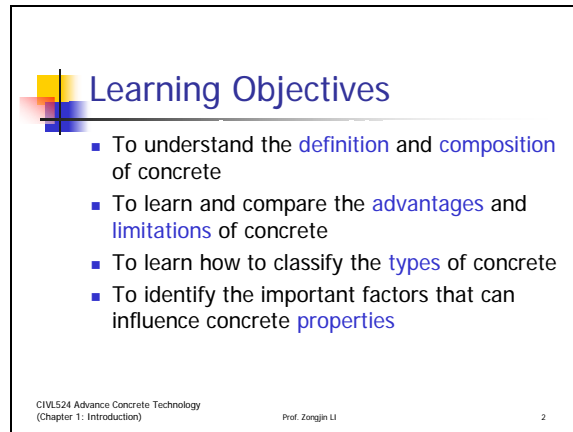 Learning Objectives
To understand the definition and composition
of concrete
To learn and compare the advantages and
limitations of concrete
To learn how to classify the types of concrete
To identify the important factors that can
influence concrete properties
CIVL524 Advance Concrete Technology
(Chapter 1: Introduction)
Prof. Zongjin LI
2